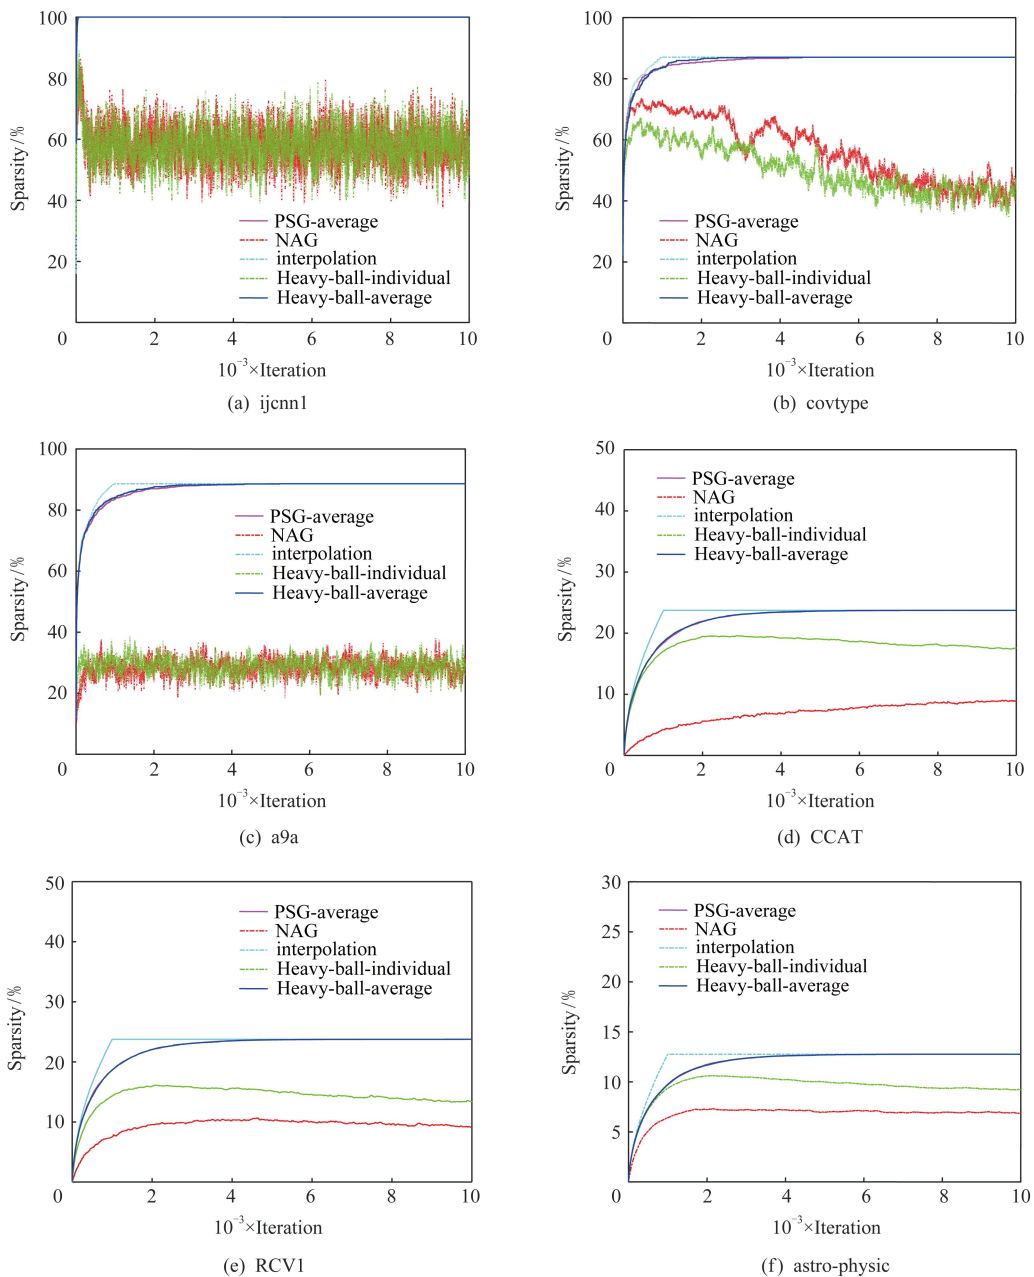 100
80
60
40
20
0
2
4
6
8
10
Sparsity/%
PSG-average
NAG
interpolation
Heavy-ball-individual
Heavy-ball-average
10⁻³×Iteration
(a) ijcnn1
100
80
60
40
20
0
2
4
6
8
10
Sparsity/%
PSG-average
NAG
interpolation
Heavy-ball-individual
Heavy-ball-average
10⁻³×Iteration
(b) covtype
100
80
60
40
20
0
2
4
6
8
10
Sparsity/%
PSG-average
NAG
interpolation
Heavy-ball-individual
Heavy-ball-average
10⁻³×Iteration
(c) a9a
50
40
30
20
10
0
2
4
6
8
10
Sparsity/%
PSG-average
NAG
interpolation
Heavy-ball-individual
Heavy-ball-average
10⁻³×Iteration
(d) CCAT
50
40
30
20
10
0
2
4
6
8
10
Sparsity/%
PSG-average
NAG
interpolation
Heavy-ball-individual
Heavy-ball-average
10⁻³×Iteration
(e) RCV1
30
25
20
15
10
5
0
2
4
6
8
10
Sparsity/%
PSG-average
NAG
interpolation
Heavy-ball-individual
Heavy-ball-average
10⁻³×Iteration
(f) astro-physic